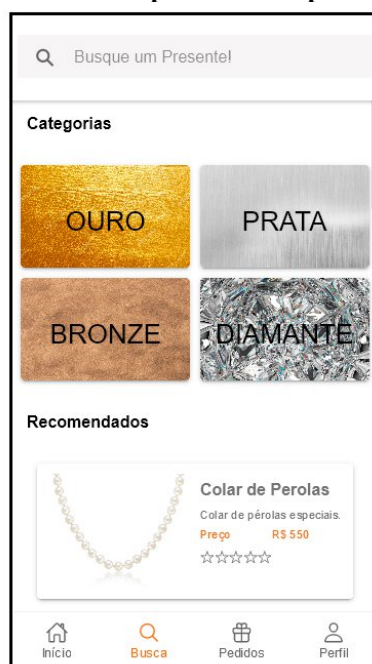 Busque um Presente!
Categorias
OURO PRATA
BRONZE DIAMANTE
Recomendados
Colar de Perolas
Colar de pérolas especiais.
Preço R$ 550
Início Busca Pedidos Perfil